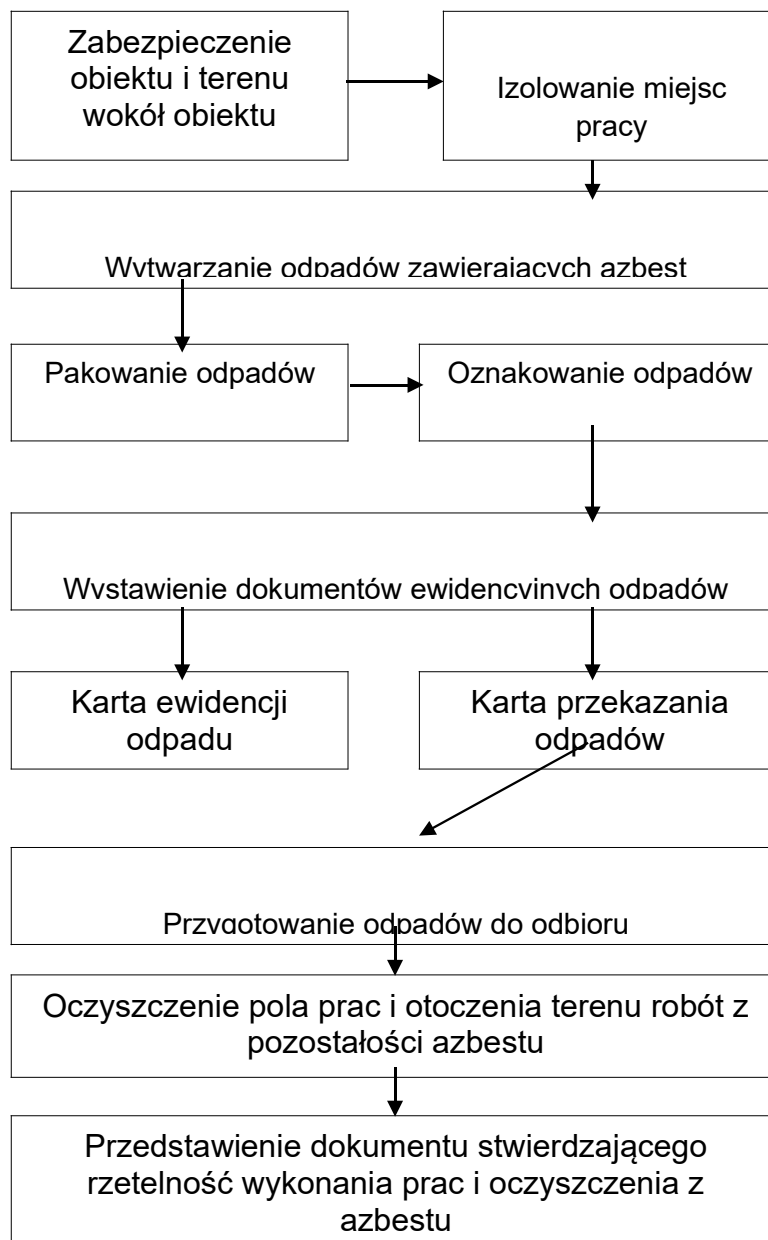 Zabezpieczenie
obiektu i terenu
wokół obiektu
Izolowanie miejsc
pracy
Wytwarzanie odpadów zawierających azbest
Pakowanie odpadów
Oznakowanie odpadów
Wystawienie dokumentów ewidencyjnych odpadów
Karta ewidencji
odpadu
Karta przekazania
odpadów
Przygotowanie odpadów do odbioru
Oczyszczenie pola prac i otoczenia terenu robót z
pozostałości azbestu
Przedstawienie dokumentu stwierdzającego
rzetelność wykonania prac i oczyszczenia z
azbestu